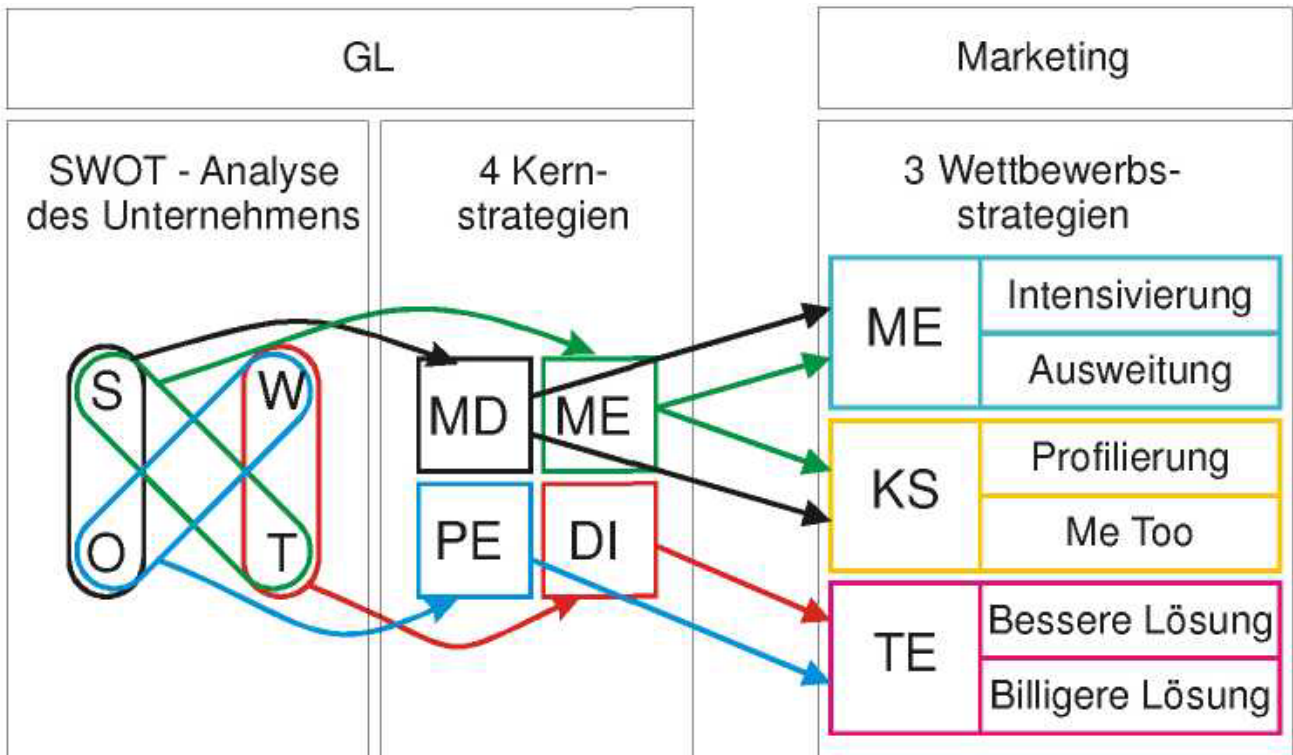 GL
Marketing
SWOT - Analyse
des Unternehmens
4 Kern-
strategien
3 Wettbewerbs-
strategien
S
W
O
T
MD
ME
PE
DI
ME
Intensivierung
Ausweitung
KS
Profilierung
Me Too
TE
Bessere Lösung
Billigere Lösung